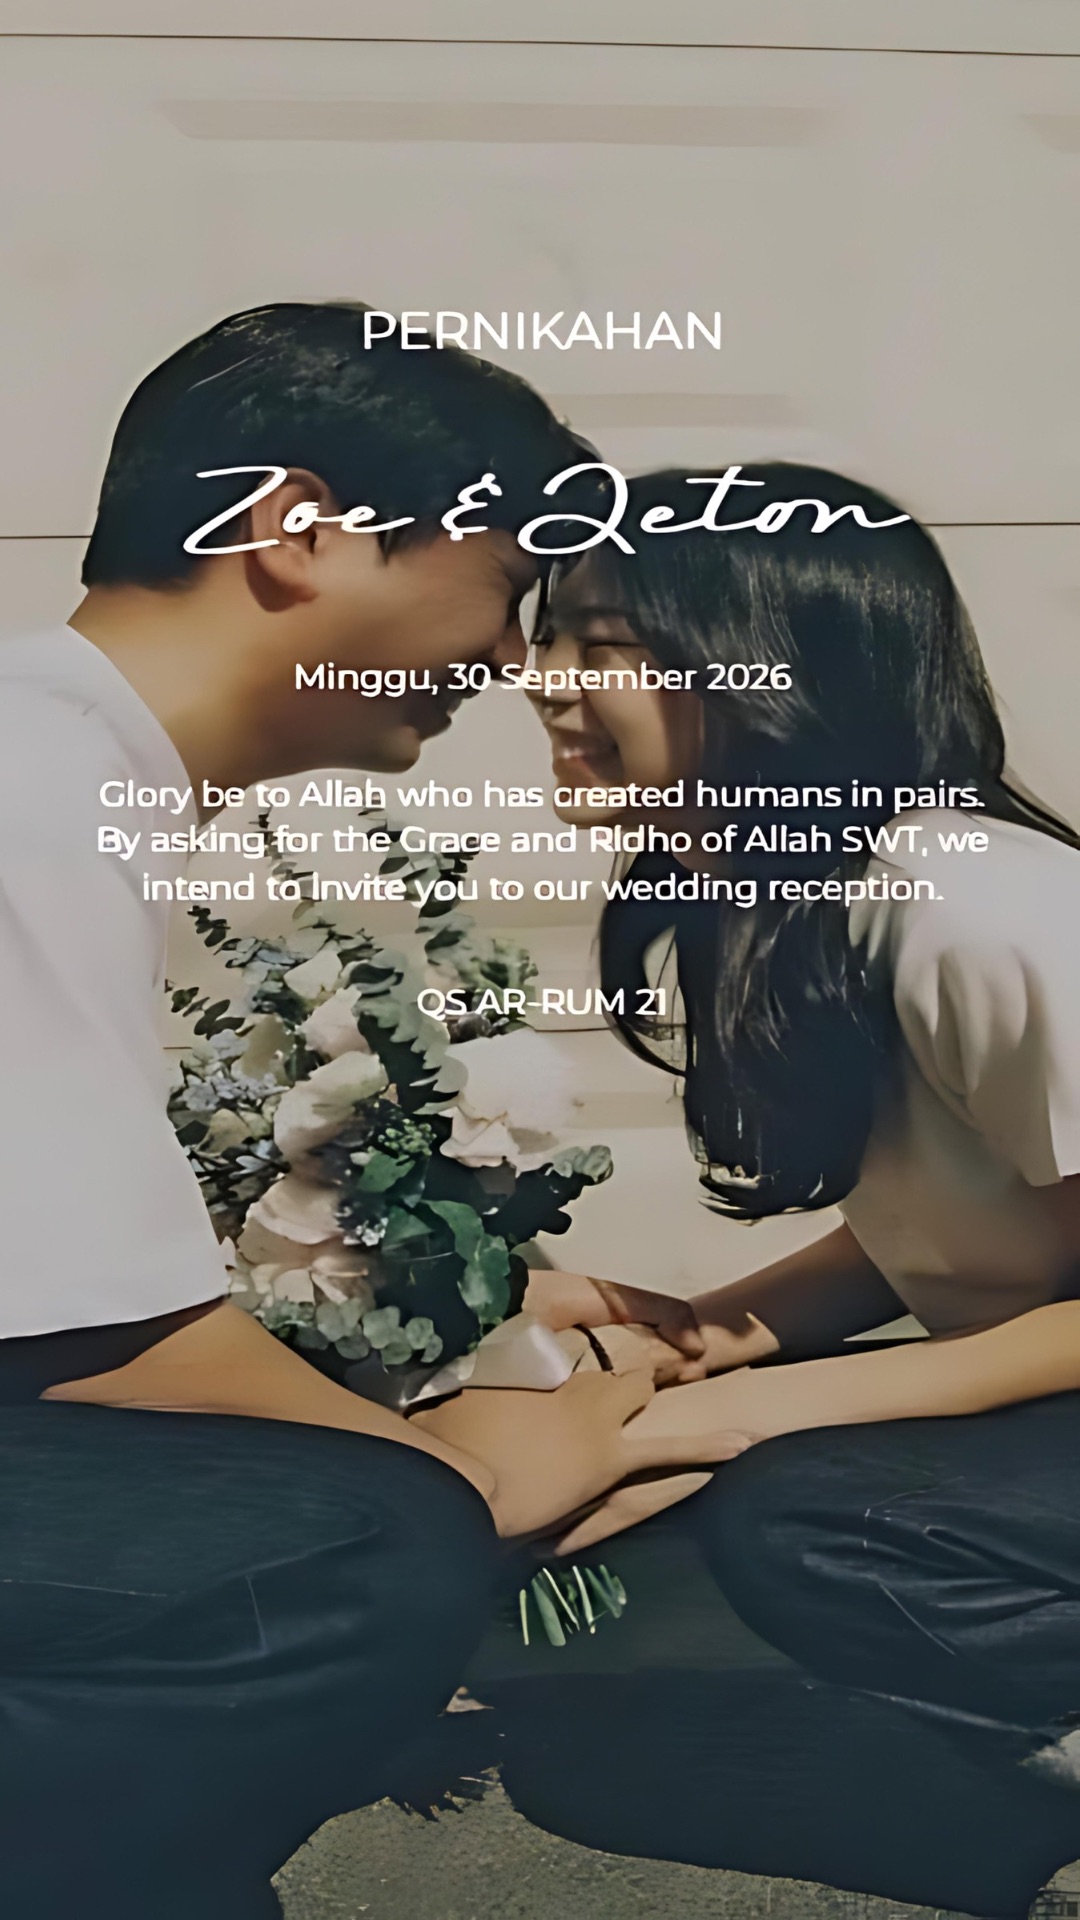 PERNIKAHAN
Zoe & Qeton
Minggu, 30 September 2026
Glory be to Allah who has created humans in pairs.
By asking for the Grace and RIdho of Allah SWT, we
intend to Invite you to our wedding reception.
QS AR-RUM 21